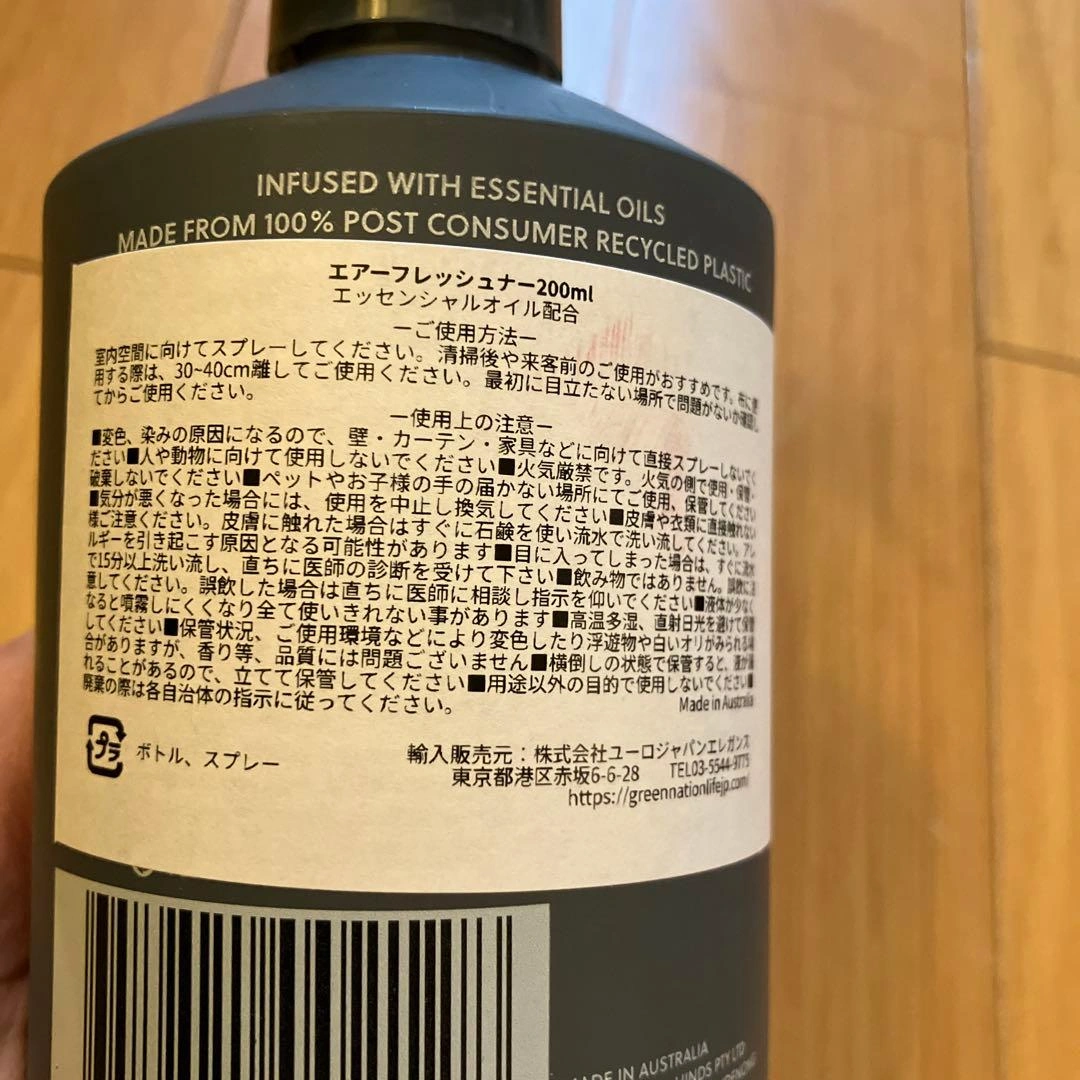 INFUSED WITH ESSENTIAL OILS
MADE FROM 100% POST CONSUMER RECYCLED PLASTIC
エアーフレッシュナー200ml
エッセンシャルオイル配合
ーご使用方法ー
室内空間に向けてスプレーしてください。清掃後や来客前のご使用がおすすめです。布に使
用する際は、30~40cm離してご使用ください。最初に目立たない場所で問題がないか確認し
てからご使用ください。
ー使用上の注意ー
■変色、染みの原因になるので、壁・カーテン・家具などに向けて直接スプレーしないでく
ださい■人や動物に向けて使用しないでください■火気厳禁です。火気の側で使用・保管・
破棄しないでください■ペットやお子様の手の届かない場所にてご使用、保管してください
■気分が悪くなった場合には、使用を中止し換気してください■皮膚や衣類に直接触れない
様ご注意ください。皮膚に触れた場合はすぐに石鹸を使い流水で洗い流してください。アレ
ルギーを引き起こす原因となる可能性があります■目に入ってしまった場合は、すぐに流水
で15分以上洗い流し、直ちに医師の診断を受けて下さい■飲み物ではありません。誤飲に注
意してください。誤飲した場合は直ちに医師に相談し指示を仰いでください■液体が少なく
なると噴霧しにくくなり全て使いきれない事があります■高温多湿、直射日光を避けて保管
してください■保管状況、ご使用環境などにより変色したり浮遊物や白いオリがみられる場
合がありますが、香り等、品質には問題ございません■横倒しの状態で保管すると、液が漏
れることがあるので、立てて保管してください■用途以外の目的で使用しないでください■
廃棄の際は各自治体の指示に従ってください。
Made in Australia
プラ
ボトル、スプレー
輸入販売元：株式会社ユーロジャパンエレガンス
東京都港区赤坂6-6-28 TEL03-5544-9775
https://greennationlifejp.com/
MADE IN AUSTRALIA
PTY LTD